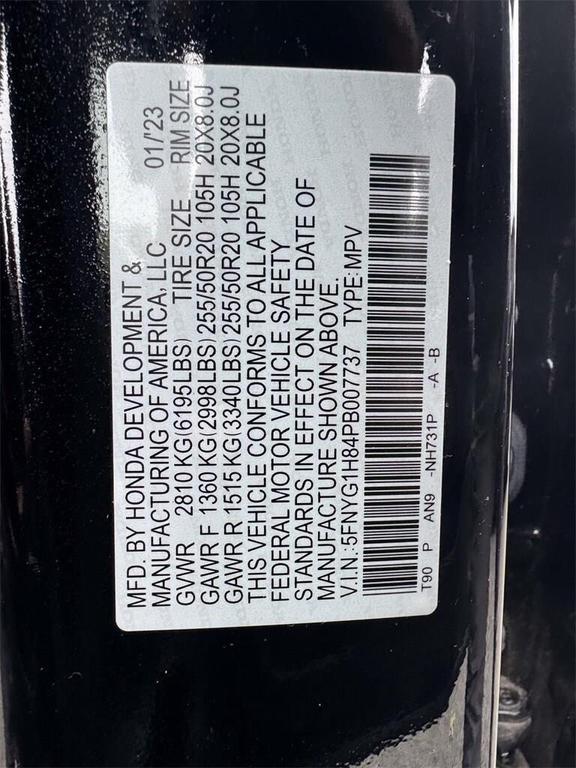 MFD. BY HONDA DEVELOPMENT &
MANUFACTURING OF AMERICA, LLC 01/'23
GVWR 2810 KG(6195LBS) TIRE SIZE RIM SIZE
GAWR F 1360 KG(2998LBS) 255/50R20 105H 20X8.0J
GAWR R 1515 KG(3340LBS) 255/50R20 105H 20X8.0J
THIS VEHICLE CONFORMS TO ALL APPLICABLE
FEDERAL MOTOR VEHICLE SAFETY
STANDARDS IN EFFECT ON THE DATE OF
MANUFACTURE SHOWN ABOVE.
V.I.N.:5FNYG1H84PB007737 TYPE:MPV
T90 P AN9 -NH731P -A -B